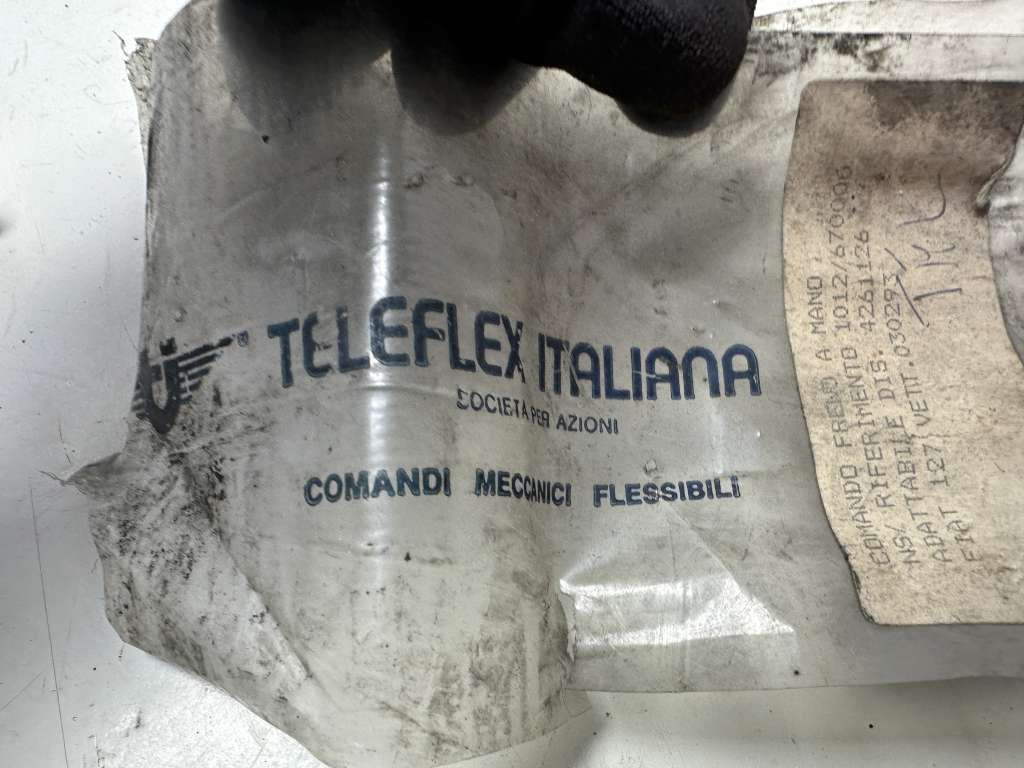 TELEFLEX ITALIANA
SOCIETÀ PER AZIONI
COMANDI MECCANICI FLESSIBILI
COMANDO FRENO A MANO
NS/ RIFERIMENTO 1012/670006
ADATTABILE DIS. 4261126
FIAT 127/VETT.030293